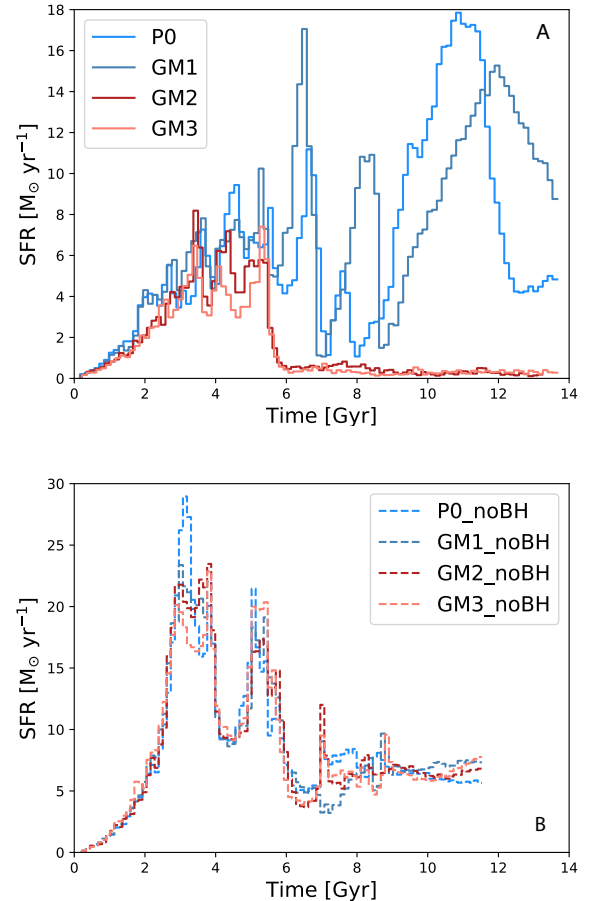 18
16
14
12
10
8
6
4
2
0
SFR [M⊙ yr⁻¹]
P0
GM1
GM2
GM3
A
0 2 4 6 8 10 12 14
Time [Gyr]
30
25
20
15
10
5
0
SFR [M⊙ yr⁻¹]
P0_noBH
GM1_noBH
GM2_noBH
GM3_noBH
B
0 2 4 6 8 10 12 14
Time [Gyr]